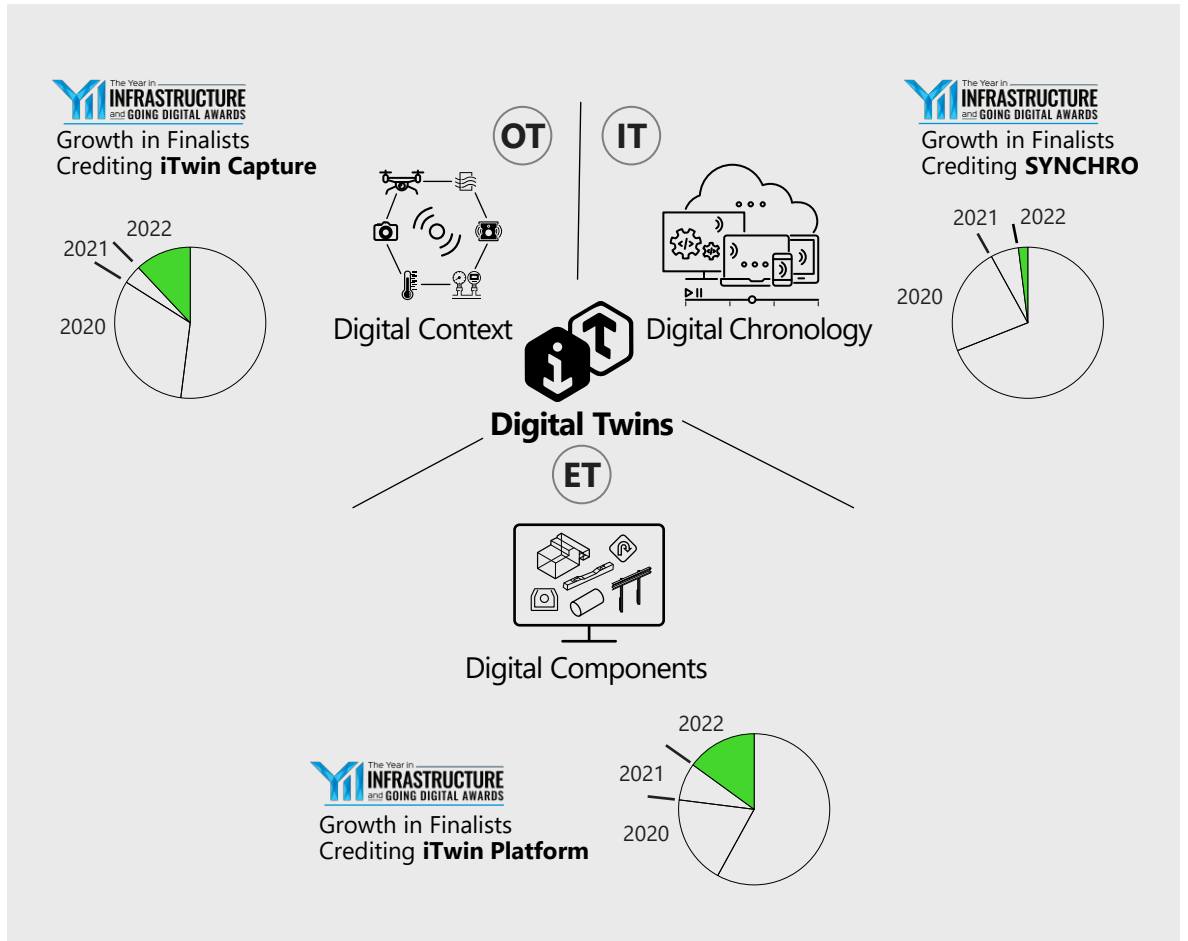 The Year in
INFRASTRUCTURE
and GOING DIGITAL AWARDS
Growth in Finalists
Crediting iTwin Capture
2022
2021
2020
OT
IT
Digital Context
Digital Chronology
The Year in
INFRASTRUCTURE
and GOING DIGITAL AWARDS
Growth in Finalists
Crediting SYNCHRO
2021
2022
2020
Digital Twins
ET
Digital Components
The Year in
INFRASTRUCTURE
and GOING DIGITAL AWARDS
Growth in Finalists
Crediting iTwin Platform
2022
2021
2020